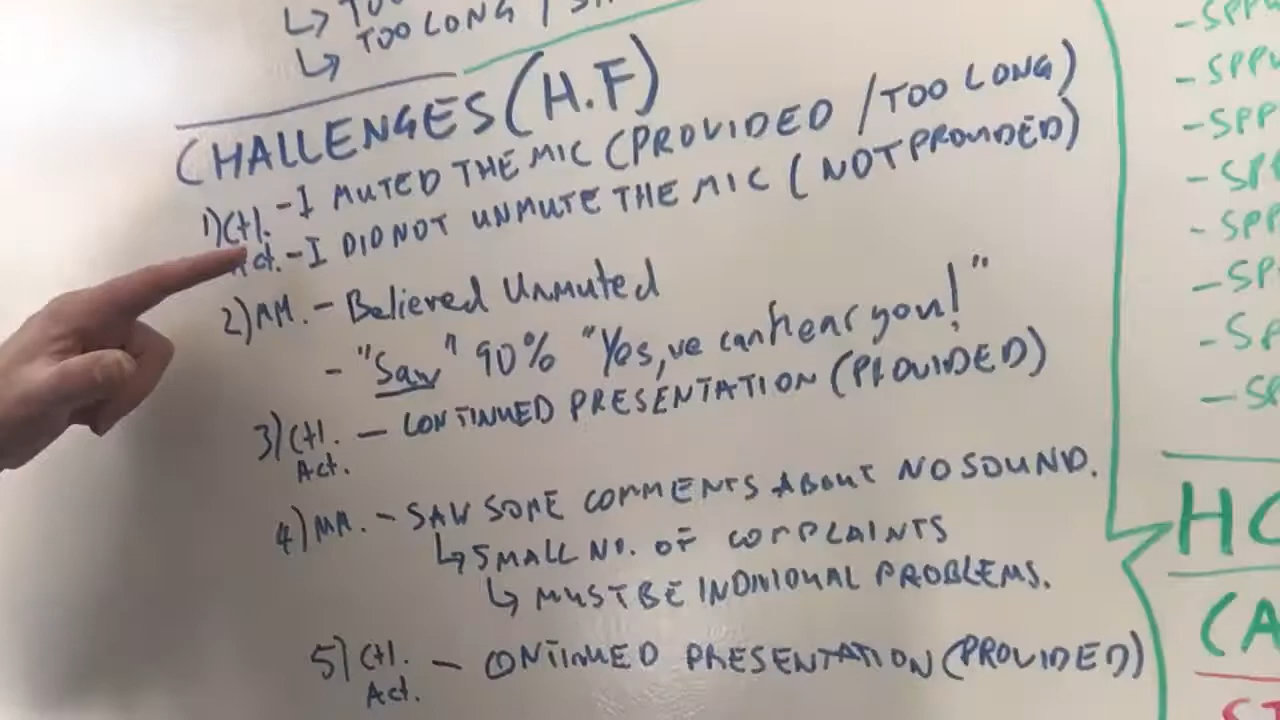 ↳ TOO
↳ TOO LONG /
CHALLENGES (H.F)
1) Ctl. - I MUTED THE MIC (PROVIDED / TOO LONG)
Act. - I DID NOT UNMUTE THE MIC (NOT PROVIDED)
2) MM. - Believed Unmuted
- "Saw" 90% "Yes, we can hear you!"
3) Ctl. - CONTINUED PRESENTATION (PROVIDED)
Act.
4) MM. - SAW SOME COMMENTS ABOUT NO SOUND.
↳ SMALL NO. OF COMPLAINTS
↳ MUST BE INDIVIDUAL PROBLEMS.
5) Ctl. - CONTINUED PRESENTATION (PROVIDED)
Act.
- SPP
- SPP
- SPP
- SPP
- SPP
- SP
- SP
- SP
HC
(A
ST